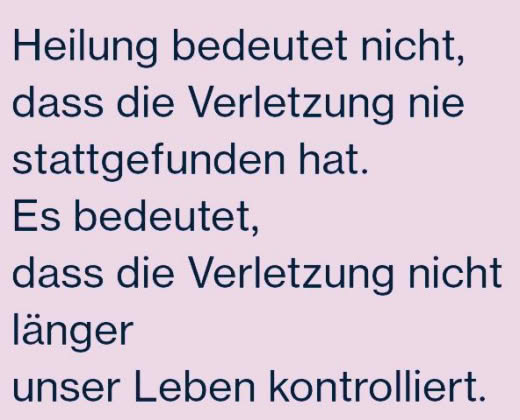 Heilung bedeutet nicht,
dass die Verletzung nie
stattgefunden hat.
Es bedeutet,
dass die Verletzung nicht
länger
unser Leben kontrolliert.